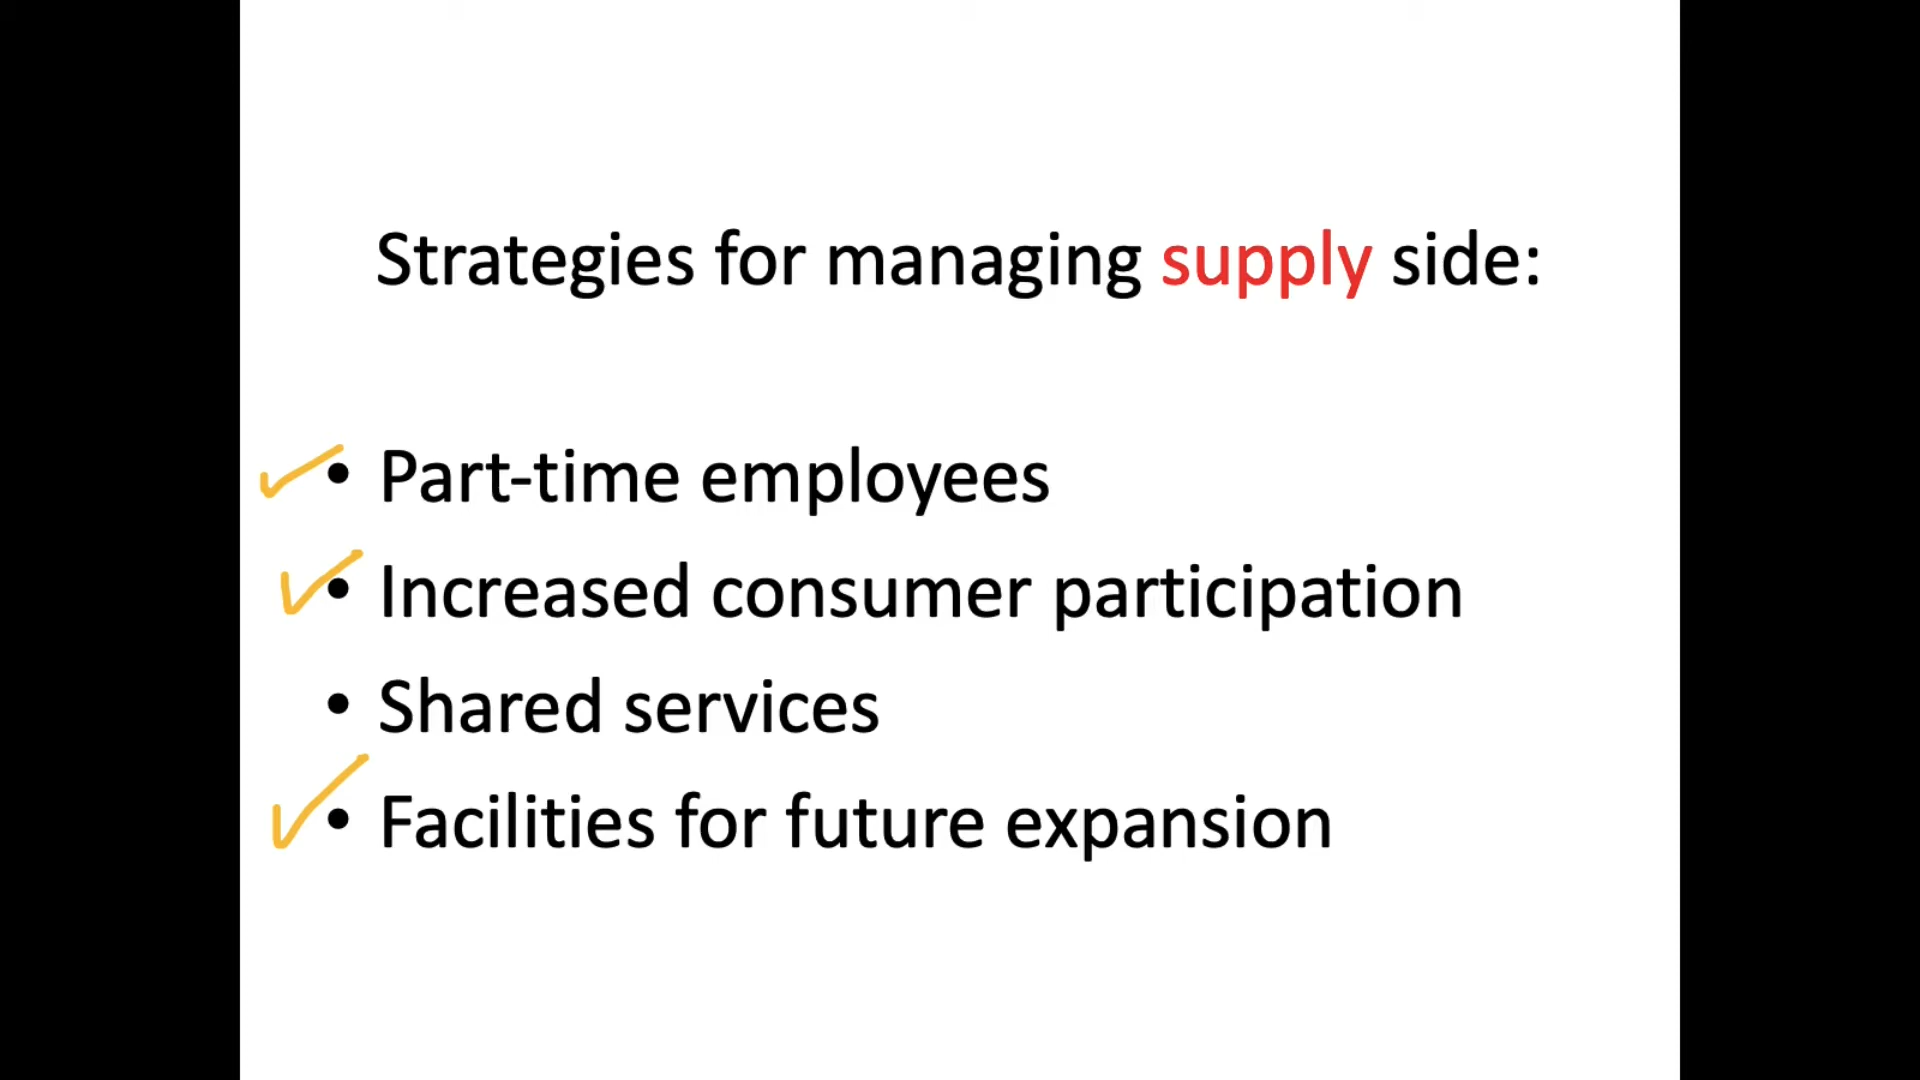 Strategies for managing supply side:
• Part-time employees
• Increased consumer participation
• Shared services
• Facilities for future expansion